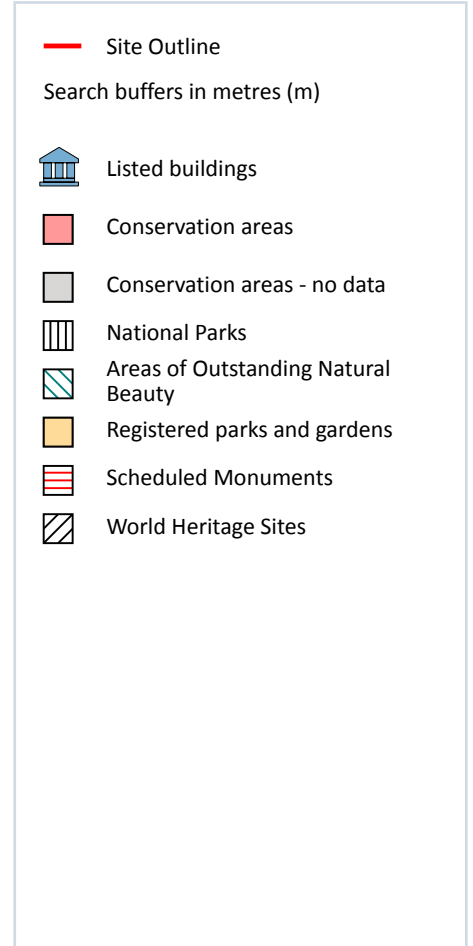 Site Outline
Search buffers in metres (m)
Listed buildings
Conservation areas
Conservation areas - no data
National Parks
Areas of Outstanding Natural
Beauty
Registered parks and gardens
Scheduled Monuments
World Heritage Sites